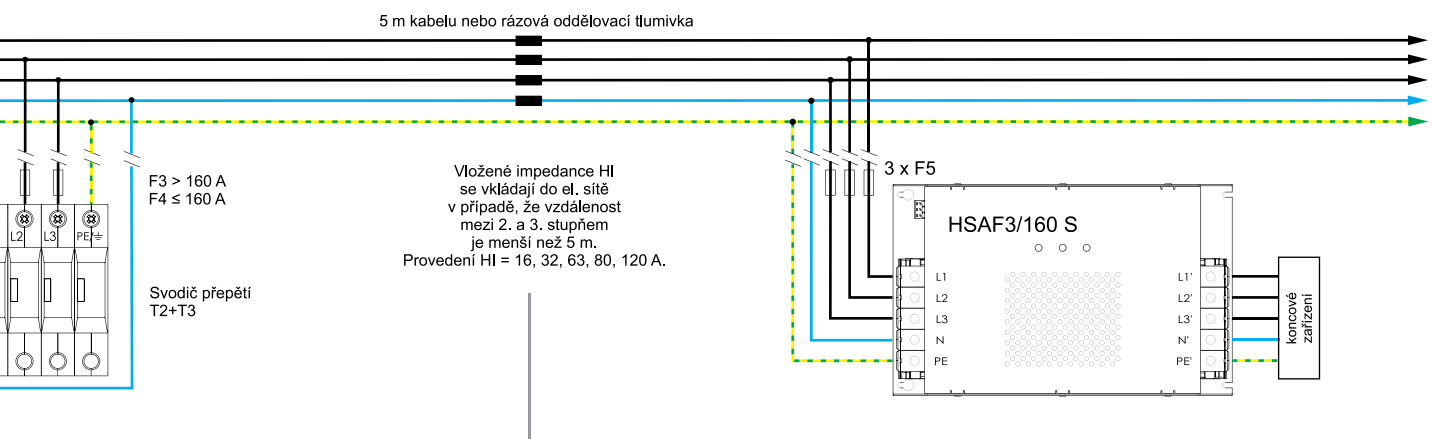 5 m kabelu nebo rázová oddělovací tlumivka
F3 > 160 A
F4 ≤ 160 A
L2
L3
PE/⏚
Svodič přepětí
T2+T3
Vložené impedance HI
se vkládají do el. sítě
v případě, že vzdálenost
mezi 2. a 3. stupňem
je menší než 5 m.
Provedení HI = 16, 32, 63, 80, 120 A.
3 x F5
HSAF3/160 S
L1
L2
L3
N
PE
L1'
L2'
L3'
N'
PE'
koncové
zařízení